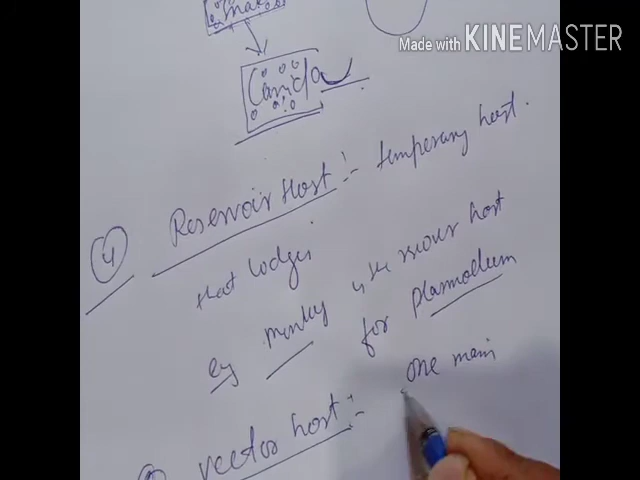 Made with KINEMASTER
Canida
4 Reservoir Host :- temporary host.
that lodges
eg monkey is the reservoir host
for plasmodium
vector host :- one main